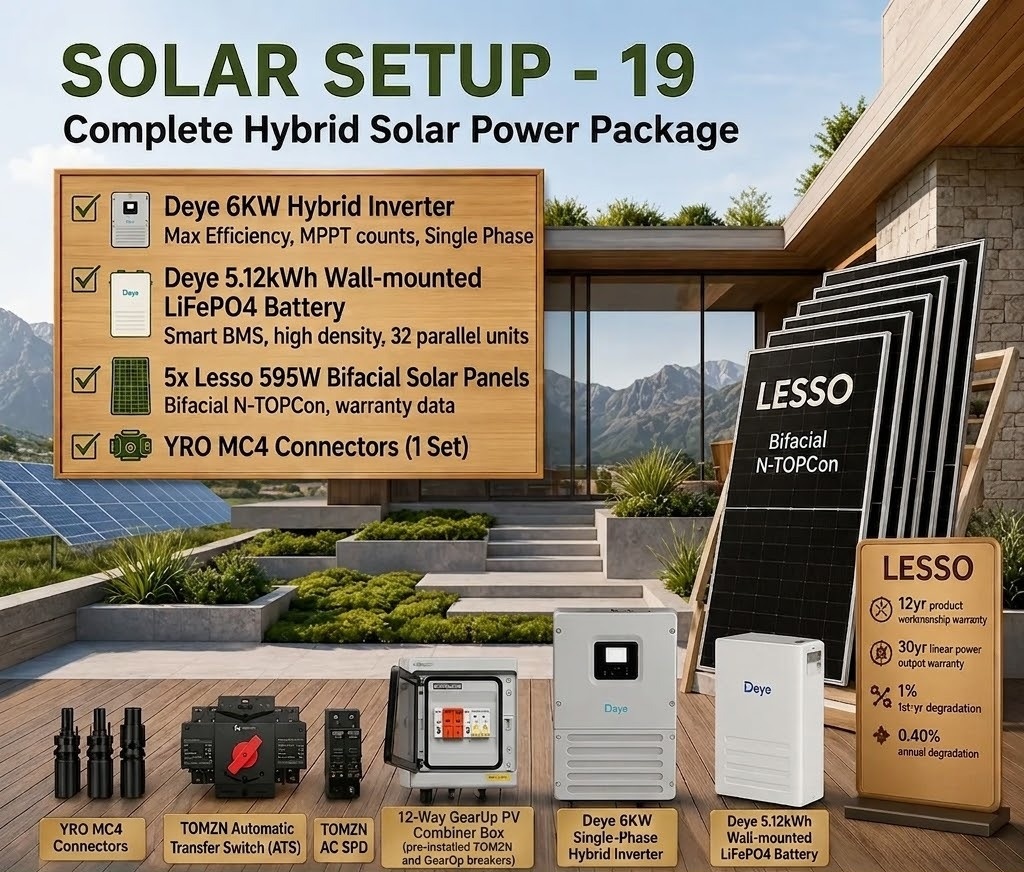 SOLAR SETUP - 19
Complete Hybrid Solar Power Package
Deye 6KW Hybrid Inverter
Max Efficiency, MPPT counts, Single Phase
Deye 5.12kWh Wall-mounted
LiFePO4 Battery
Smart BMS, high density, 32 parallel units
Deye
5x Lesso 595W Bifacial Solar Panels
Bifacial N-TOPCon, warranty data
YRO MC4 Connectors (1 Set)
LESSO
Bifacial
N-TOPCon
LESSO
12yr product
werkmsnship warranty
30yr linear power
outpot warranty
1%
1st·yr degradation
0.40%
annual degradation
Daye
Deye
YRO MC4
Connectors
TOMZN Automatic
Transfer Switch (ATS)
TOMZN
AC SPD
12-Way GearUp PV
Combiner Box
(pre-instatled TOM2N
and GearOp breakers)
Deye 6KW
Single-Phase
Hybrid Inverter
Deye 5.12kWh
Wall-mounted
LiFePO4 Battery